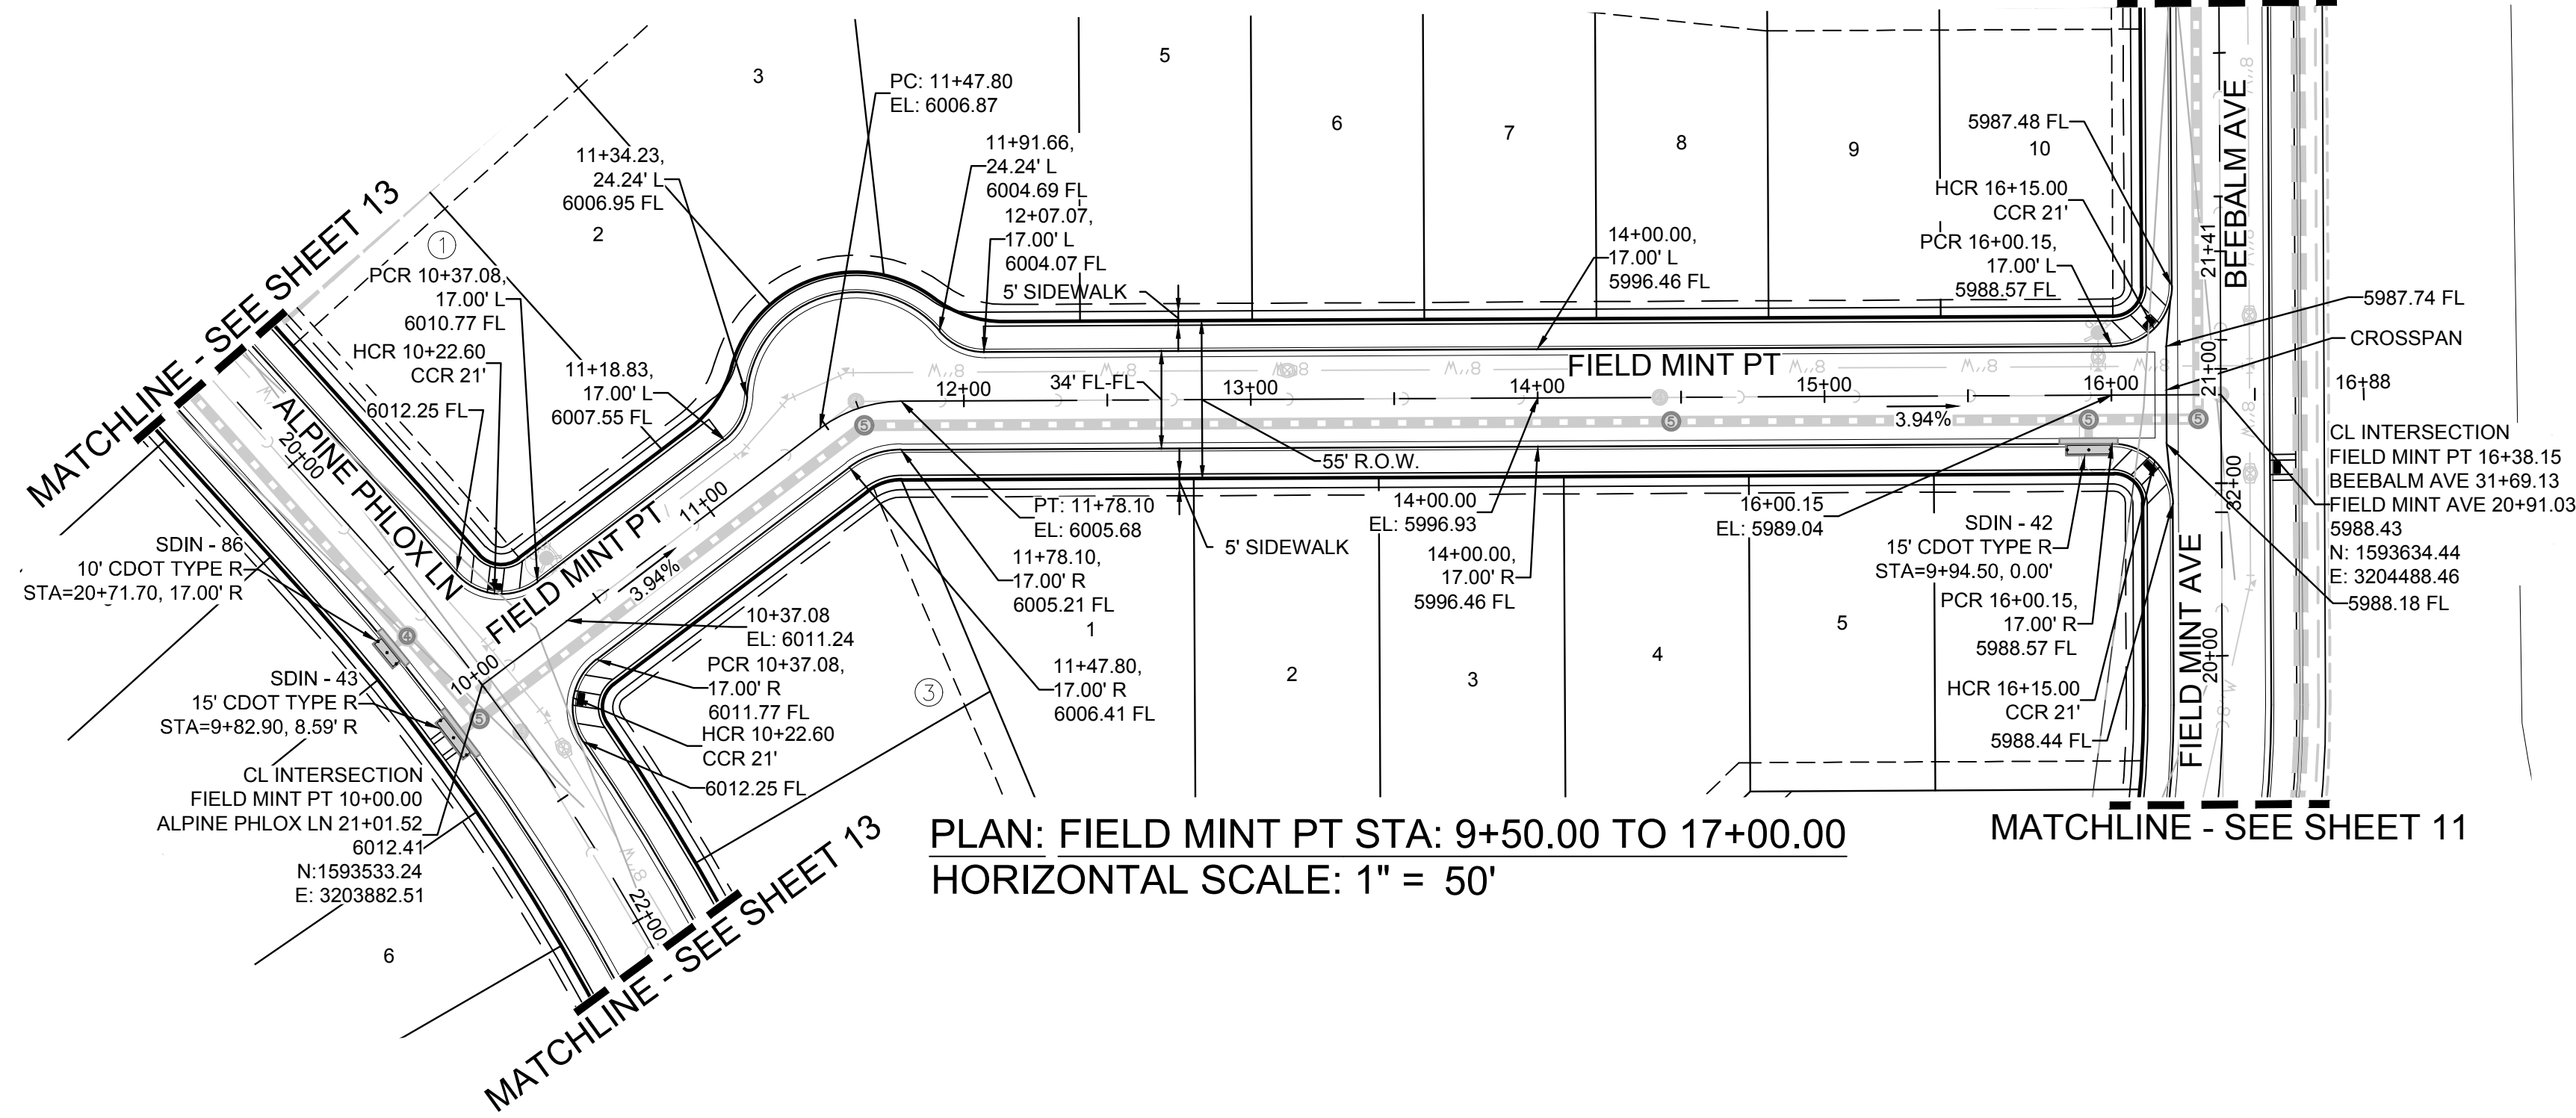 3
5
6
7
8
9
10
PC: 11+47.80
EL: 6006.87
11+34.23,
24.24' L
6006.95 FL
2
1
11+91.66,
24.24' L
6004.69 FL
12+07.07,
17.00' L
6004.07 FL
5' SIDEWALK
14+00.00,
17.00' L
5996.46 FL
5987.48 FL
HCR 16+15.00
CCR 21'
PCR 16+00.15,
17.00' L
5988.57 FL
BEEBALM AVE
21+41
21+00
5987.74 FL
CROSSPAN
16+88
MATCHLINE - SEE SHEET 13
PCR 10+37.08,
17.00' L
6010.77 FL
HCR 10+22.60
CCR 21'
6012.25 FL
11+18.83,
17.00' L
6007.55 FL
ALPINE PHLOX LN
20+00
FIELD MINT PT
11+00
3.94%
10+00
12+00
34' FL-FL
13+00
14+00
FIELD MINT PT
15+00
16+00
3.94%
8"W
8"W
8"W
8"W
8"W
8"W
5
5
5
5
5
4
55' R.O.W.
5' SIDEWALK
PT: 11+78.10
EL: 6005.68
11+78.10,
17.00' R
6005.21 FL
1
11+47.80,
17.00' R
6006.41 FL
14+00.00
EL: 5996.93
14+00.00,
17.00' R
5996.46 FL
16+00.15
EL: 5989.04
SDIN - 42
15' CDOT TYPE R
STA=9+94.50, 0.00'
PCR 16+00.15,
17.00' R
5988.57 FL
HCR 16+15.00
CCR 21'
5988.44 FL
FIELD MINT AVE
32+00
20+00
CL INTERSECTION
FIELD MINT PT 16+38.15
BEEBALM AVE 31+69.13
FIELD MINT AVE 20+91.03
5988.43
N: 1593634.44
E: 3204488.46
5988.18 FL
SDIN - 86
10' CDOT TYPE R
STA=20+71.70, 17.00' R
SDIN - 43
15' CDOT TYPE R
STA=9+82.90, 8.59' R
CL INTERSECTION
FIELD MINT PT 10+00.00
ALPINE PHLOX LN 21+01.52
6012.41
N:1593533.24
E: 3203882.51
6
10+37.08
EL: 6011.24
PCR 10+37.08,
17.00' R
6011.77 FL
HCR 10+22.60
CCR 21'
6012.25 FL
3
2
3
4
5
22+00
MATCHLINE - SEE SHEET 13
MATCHLINE - SEE SHEET 11
PLAN: FIELD MINT PT STA: 9+50.00 TO 17+00.00
HORIZONTAL SCALE: 1" = 50'